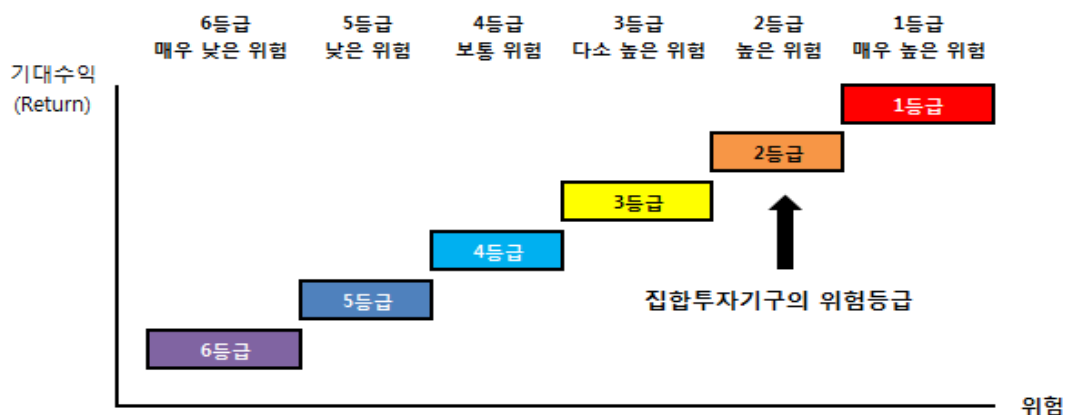 6등급 5등급 4등급 3등급 2등급 1등급
매우 낮은 위험 낮은 위험 보통 위험 다소 높은 위험 높은 위험 매우 높은 위험
기대수익
(Return)
1등급
2등급
3등급
4등급
5등급
집합투자기구의 위험등급
6등급
위험